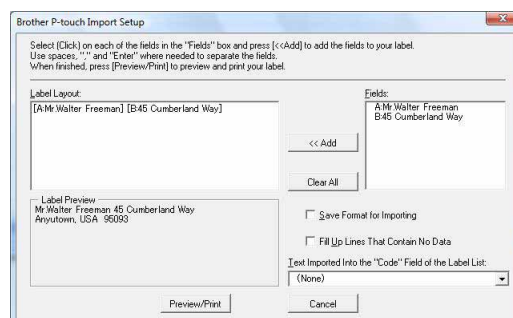 Brother P-touch Import Setup
Select (Click) on each of the fields in the "Fields" box and press [<<Add] to add the fields to your label.
Use spaces, "," and "Enter" where needed to separate the fields.
When finished, press [Preview/Print] to preview and print your label.
Label Layout:
Fields:
[A:Mr.Walter Freeman] [B:45 Cumberland Way]
A:Mr.Walter Freeman
B:45 Cumberland Way
<< Add
Clear All
Label Preview
Mr.Walter Freeman 45 Cumberland Way
Anyutown, USA 95093
Save Format for Importing
Fill Up Lines That Contain No Data
Text Imported Into the "Code" Field of the Label List:
(None)
Preview/Print
Cancel